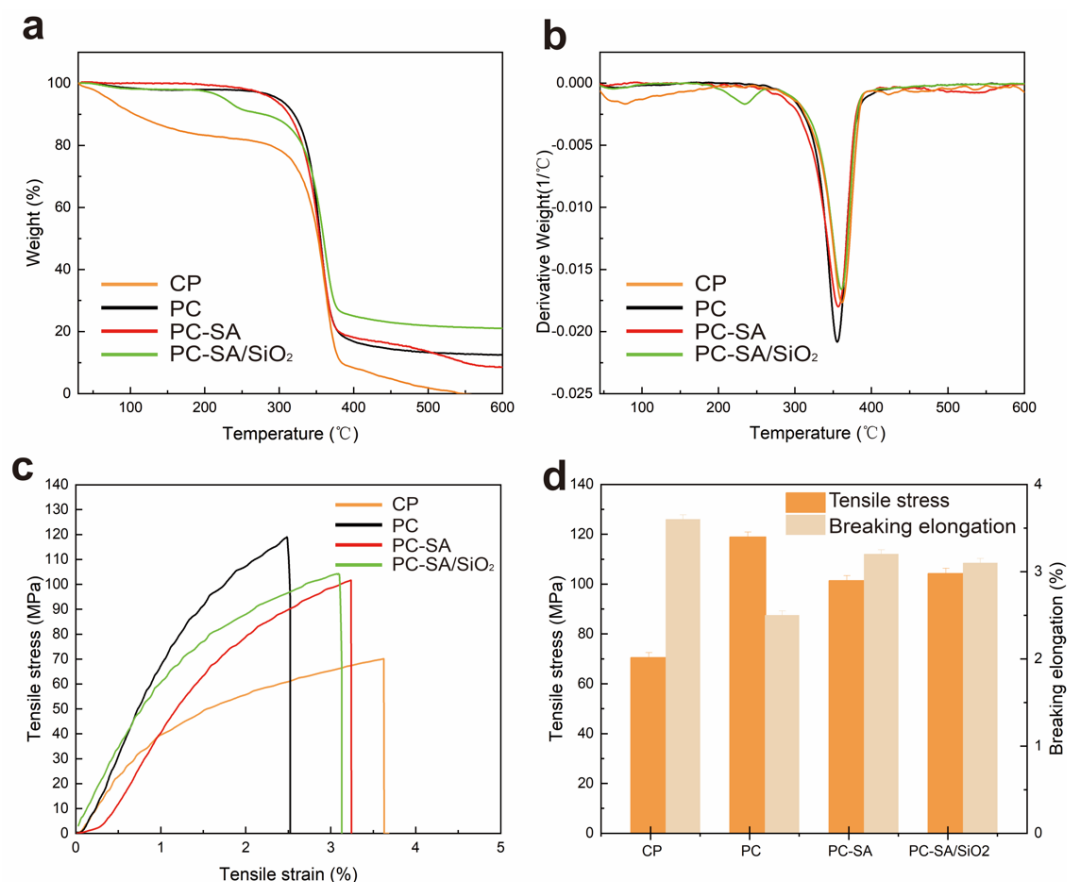 a
100
80
60
40
20
0
Weight (%)
CP
PC
PC-SA
PC-SA/SiO₂
100 200 300 400 500 600
Temperature (℃)
b
0.000
-0.005
-0.010
-0.015
-0.020
-0.025
Derivative Weight(1/℃)
CP
PC
PC-SA
PC-SA/SiO₂
100 200 300 400 500 600
Temperature (℃)
c
140
130
120
110
100
90
80
70
60
50
40
30
20
10
0
Tensile stress (MPa)
CP
PC
PC-SA
PC-SA/SiO₂
0 1 2 3 4 5
Tensile strain (%)
d
140
120
100
80
60
40
20
0
Tensile stress (MPa)
Tensile stress
Breaking elongation
4
3
2
1
0
Breaking elongation (%)
CP PC PC-SA PC-SA/SiO2